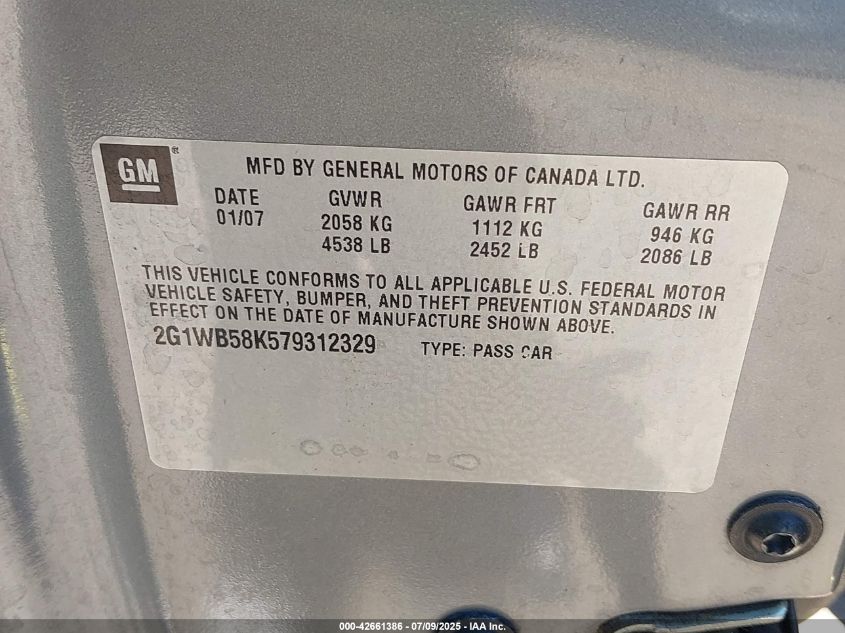 GM ®
MFD BY GENERAL MOTORS OF CANADA LTD.
DATE GVWR GAWR FRT GAWR RR
01/07 2058 KG 1112 KG 946 KG
4538 LB 2452 LB 2086 LB
THIS VEHICLE CONFORMS TO ALL APPLICABLE U.S. FEDERAL MOTOR
VEHICLE SAFETY, BUMPER, AND THEFT PREVENTION STANDARDS IN
EFFECT ON THE DATE OF MANUFACTURE SHOWN ABOVE.
2G1WB58K579312329 TYPE: PASS CAR
000-42661386 - 07/09/2025 - IAA Inc.